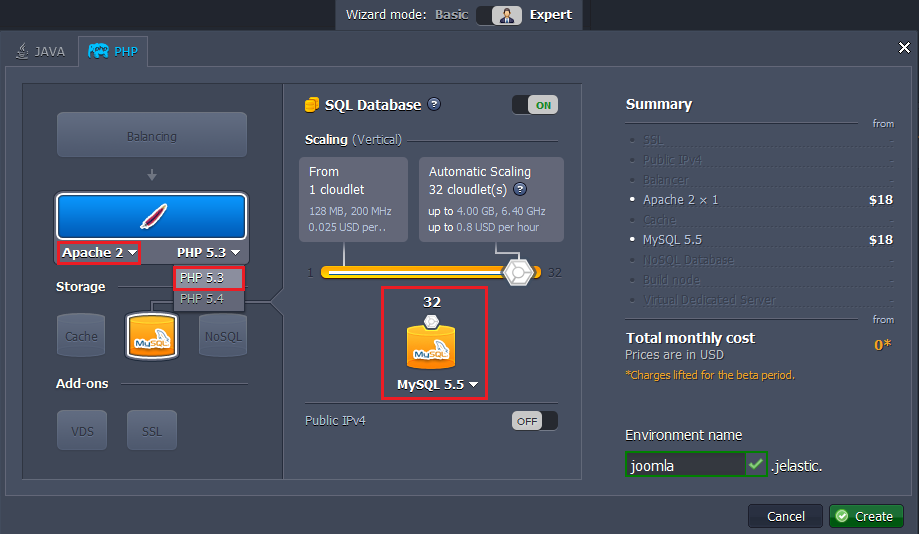 Wizard mode: Basic Expert
JAVA PHP
Balancing
Apache 2 PHP 5.3
PHP 5.3
PHP 5.4
Storage
Cache
MySQL
NoSQL
Add-ons
VDS
SSL
SQL Database ?
ON
Scaling (Vertical)
From
1 cloudlet
128 MB, 200 MHz
0.025 USD per..
Automatic Scaling
32 cloudlet(s) ?
up to 4.00 GB, 6.40 GHz
up to 0.8 USD per hour
1 32
32
MySQL
MySQL 5.5
Public IPv4 OFF
Summary
from
• SSL -
• Public IPv4 -
• Balancer -
• Apache 2 × 1 $18
• Cache -
• MySQL 5.5 $18
• NoSQL Database -
• Build node -
• Virtual Dedicated Server -
from
Total monthly cost 0*
Prices are in USD
*Charges lifted for the beta period.
Environment name
joomla .jelastic.
Cancel Create